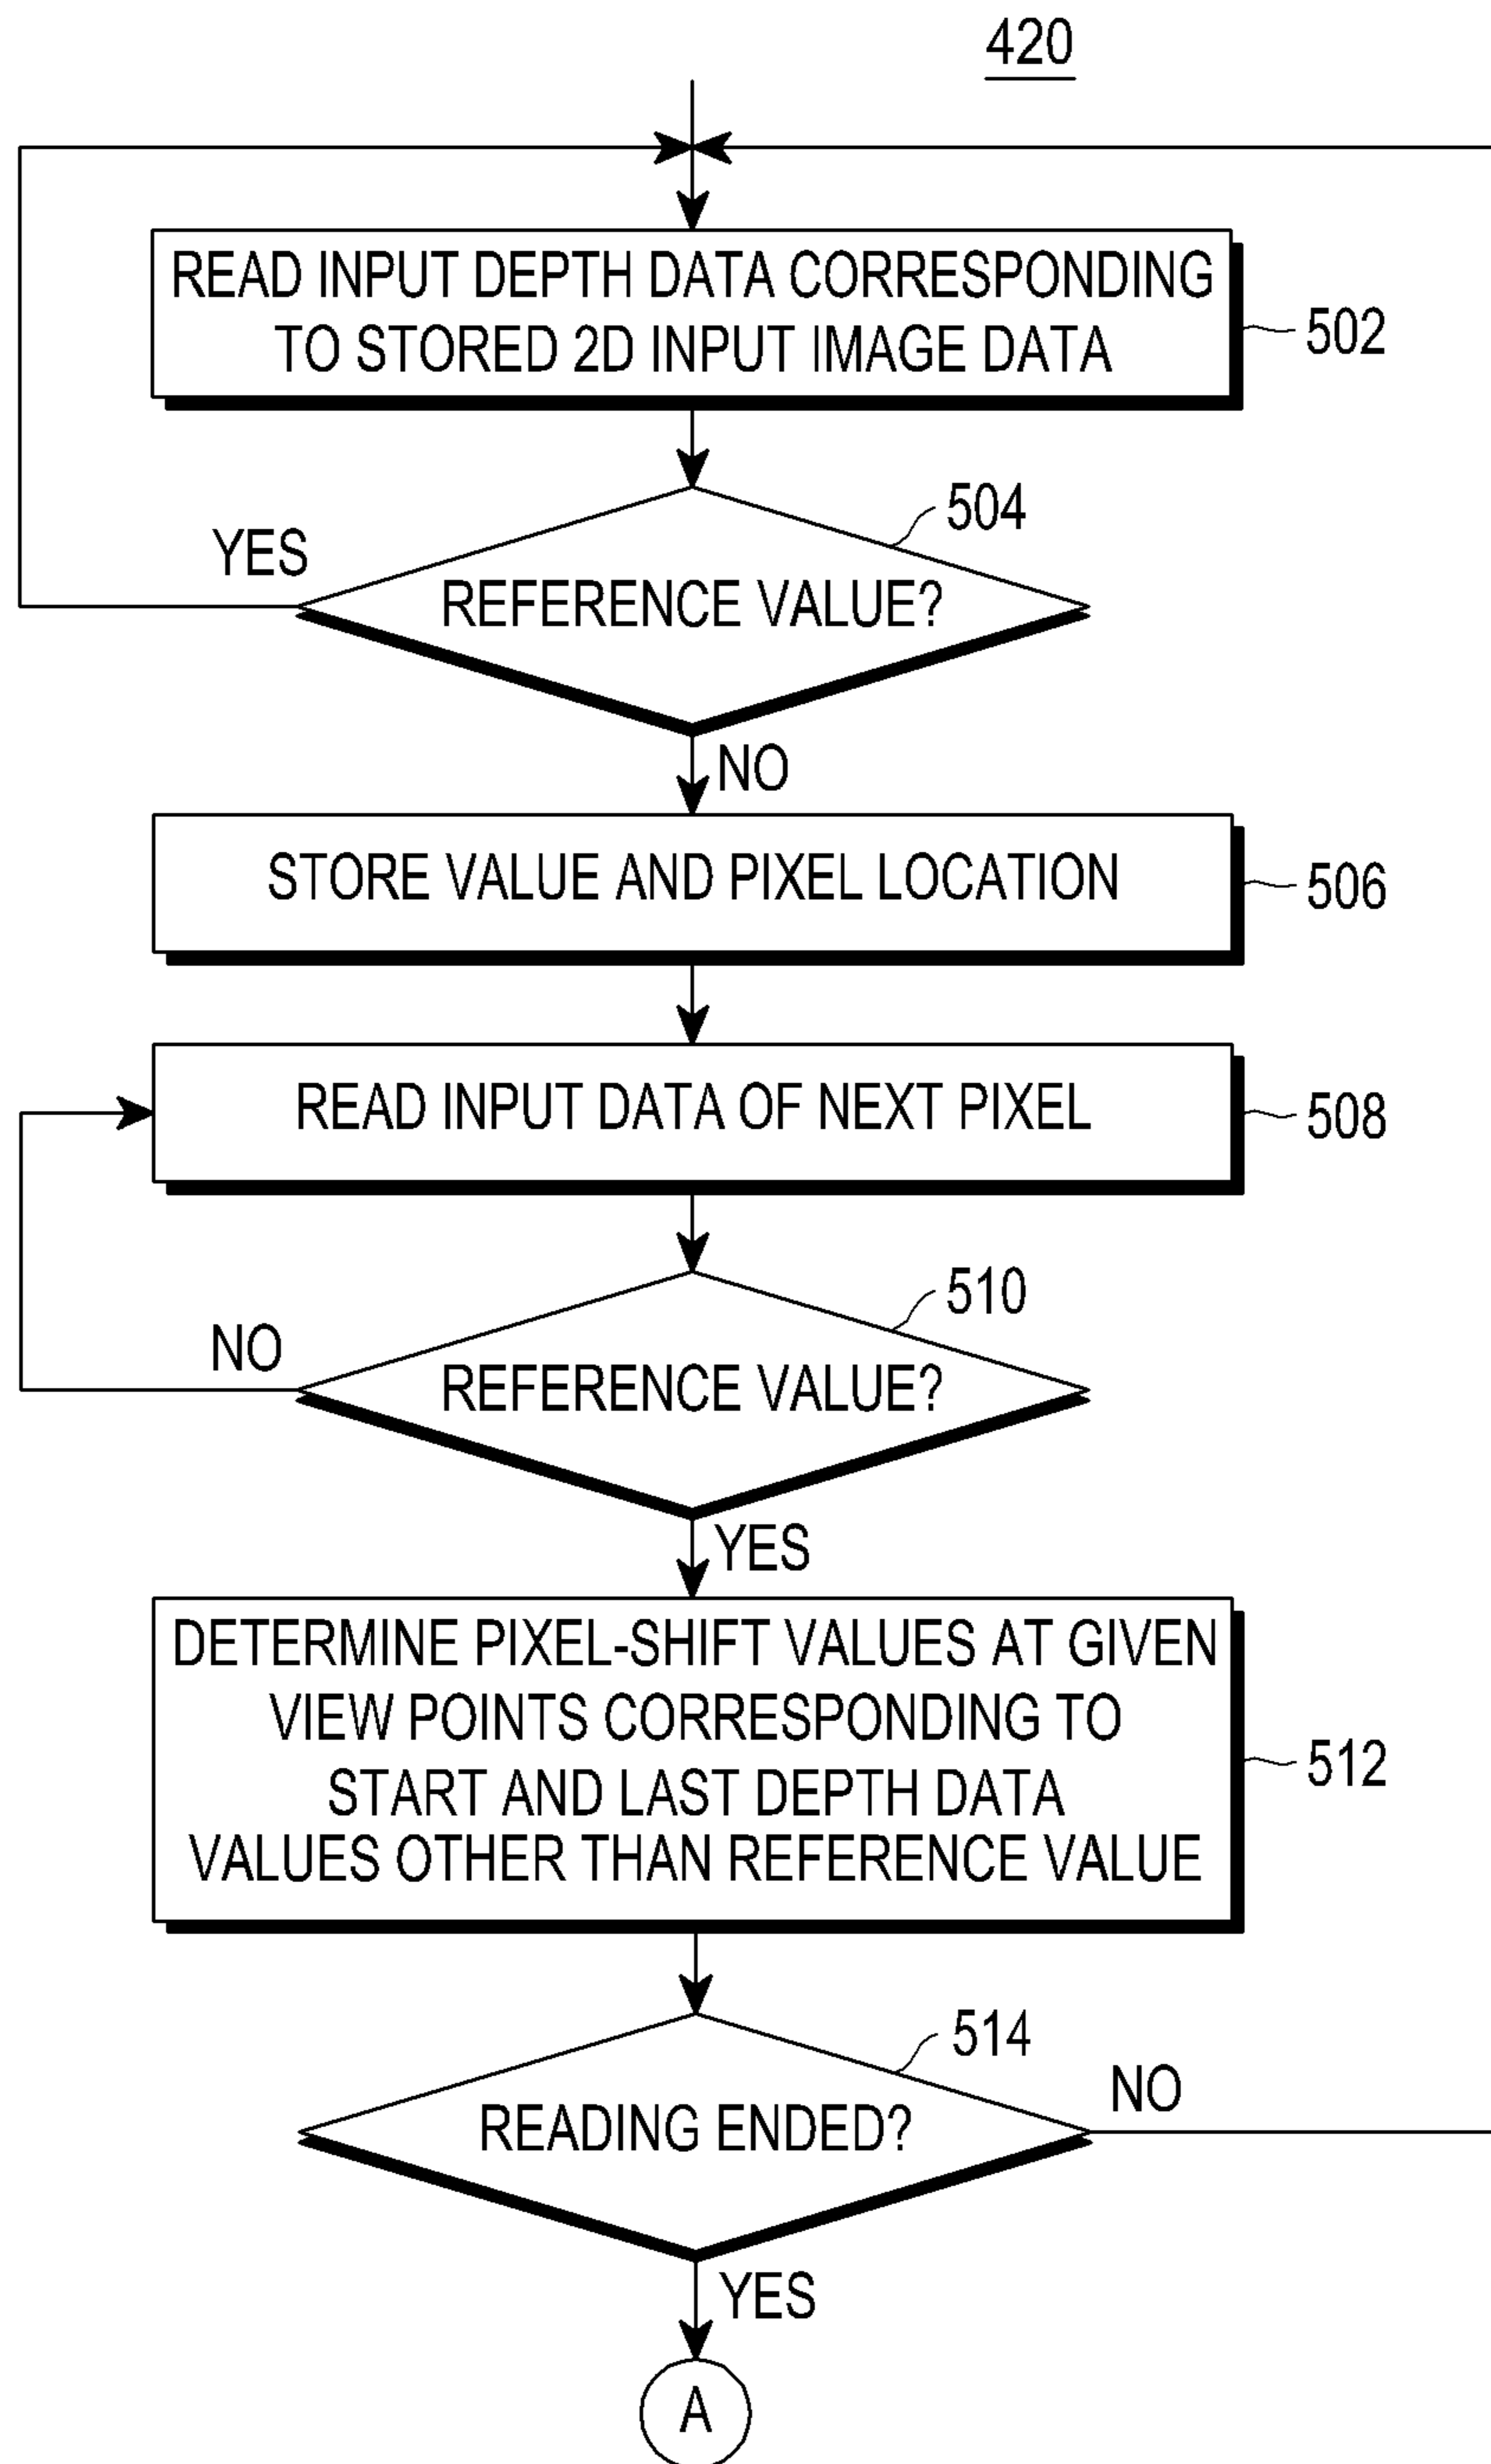 420
READ INPUT DEPTH DATA CORRESPONDING
TO STORED 2D INPUT IMAGE DATA
502
504
YES
REFERENCE VALUE?
NO
STORE VALUE AND PIXEL LOCATION
506
READ INPUT DATA OF NEXT PIXEL
508
510
NO
REFERENCE VALUE?
YES
DETERMINE PIXEL-SHIFT VALUES AT GIVEN
VIEW POINTS CORRESPONDING TO
START AND LAST DEPTH DATA
VALUES OTHER THAN REFERENCE VALUE
512
514
NO
READING ENDED?
YES
A